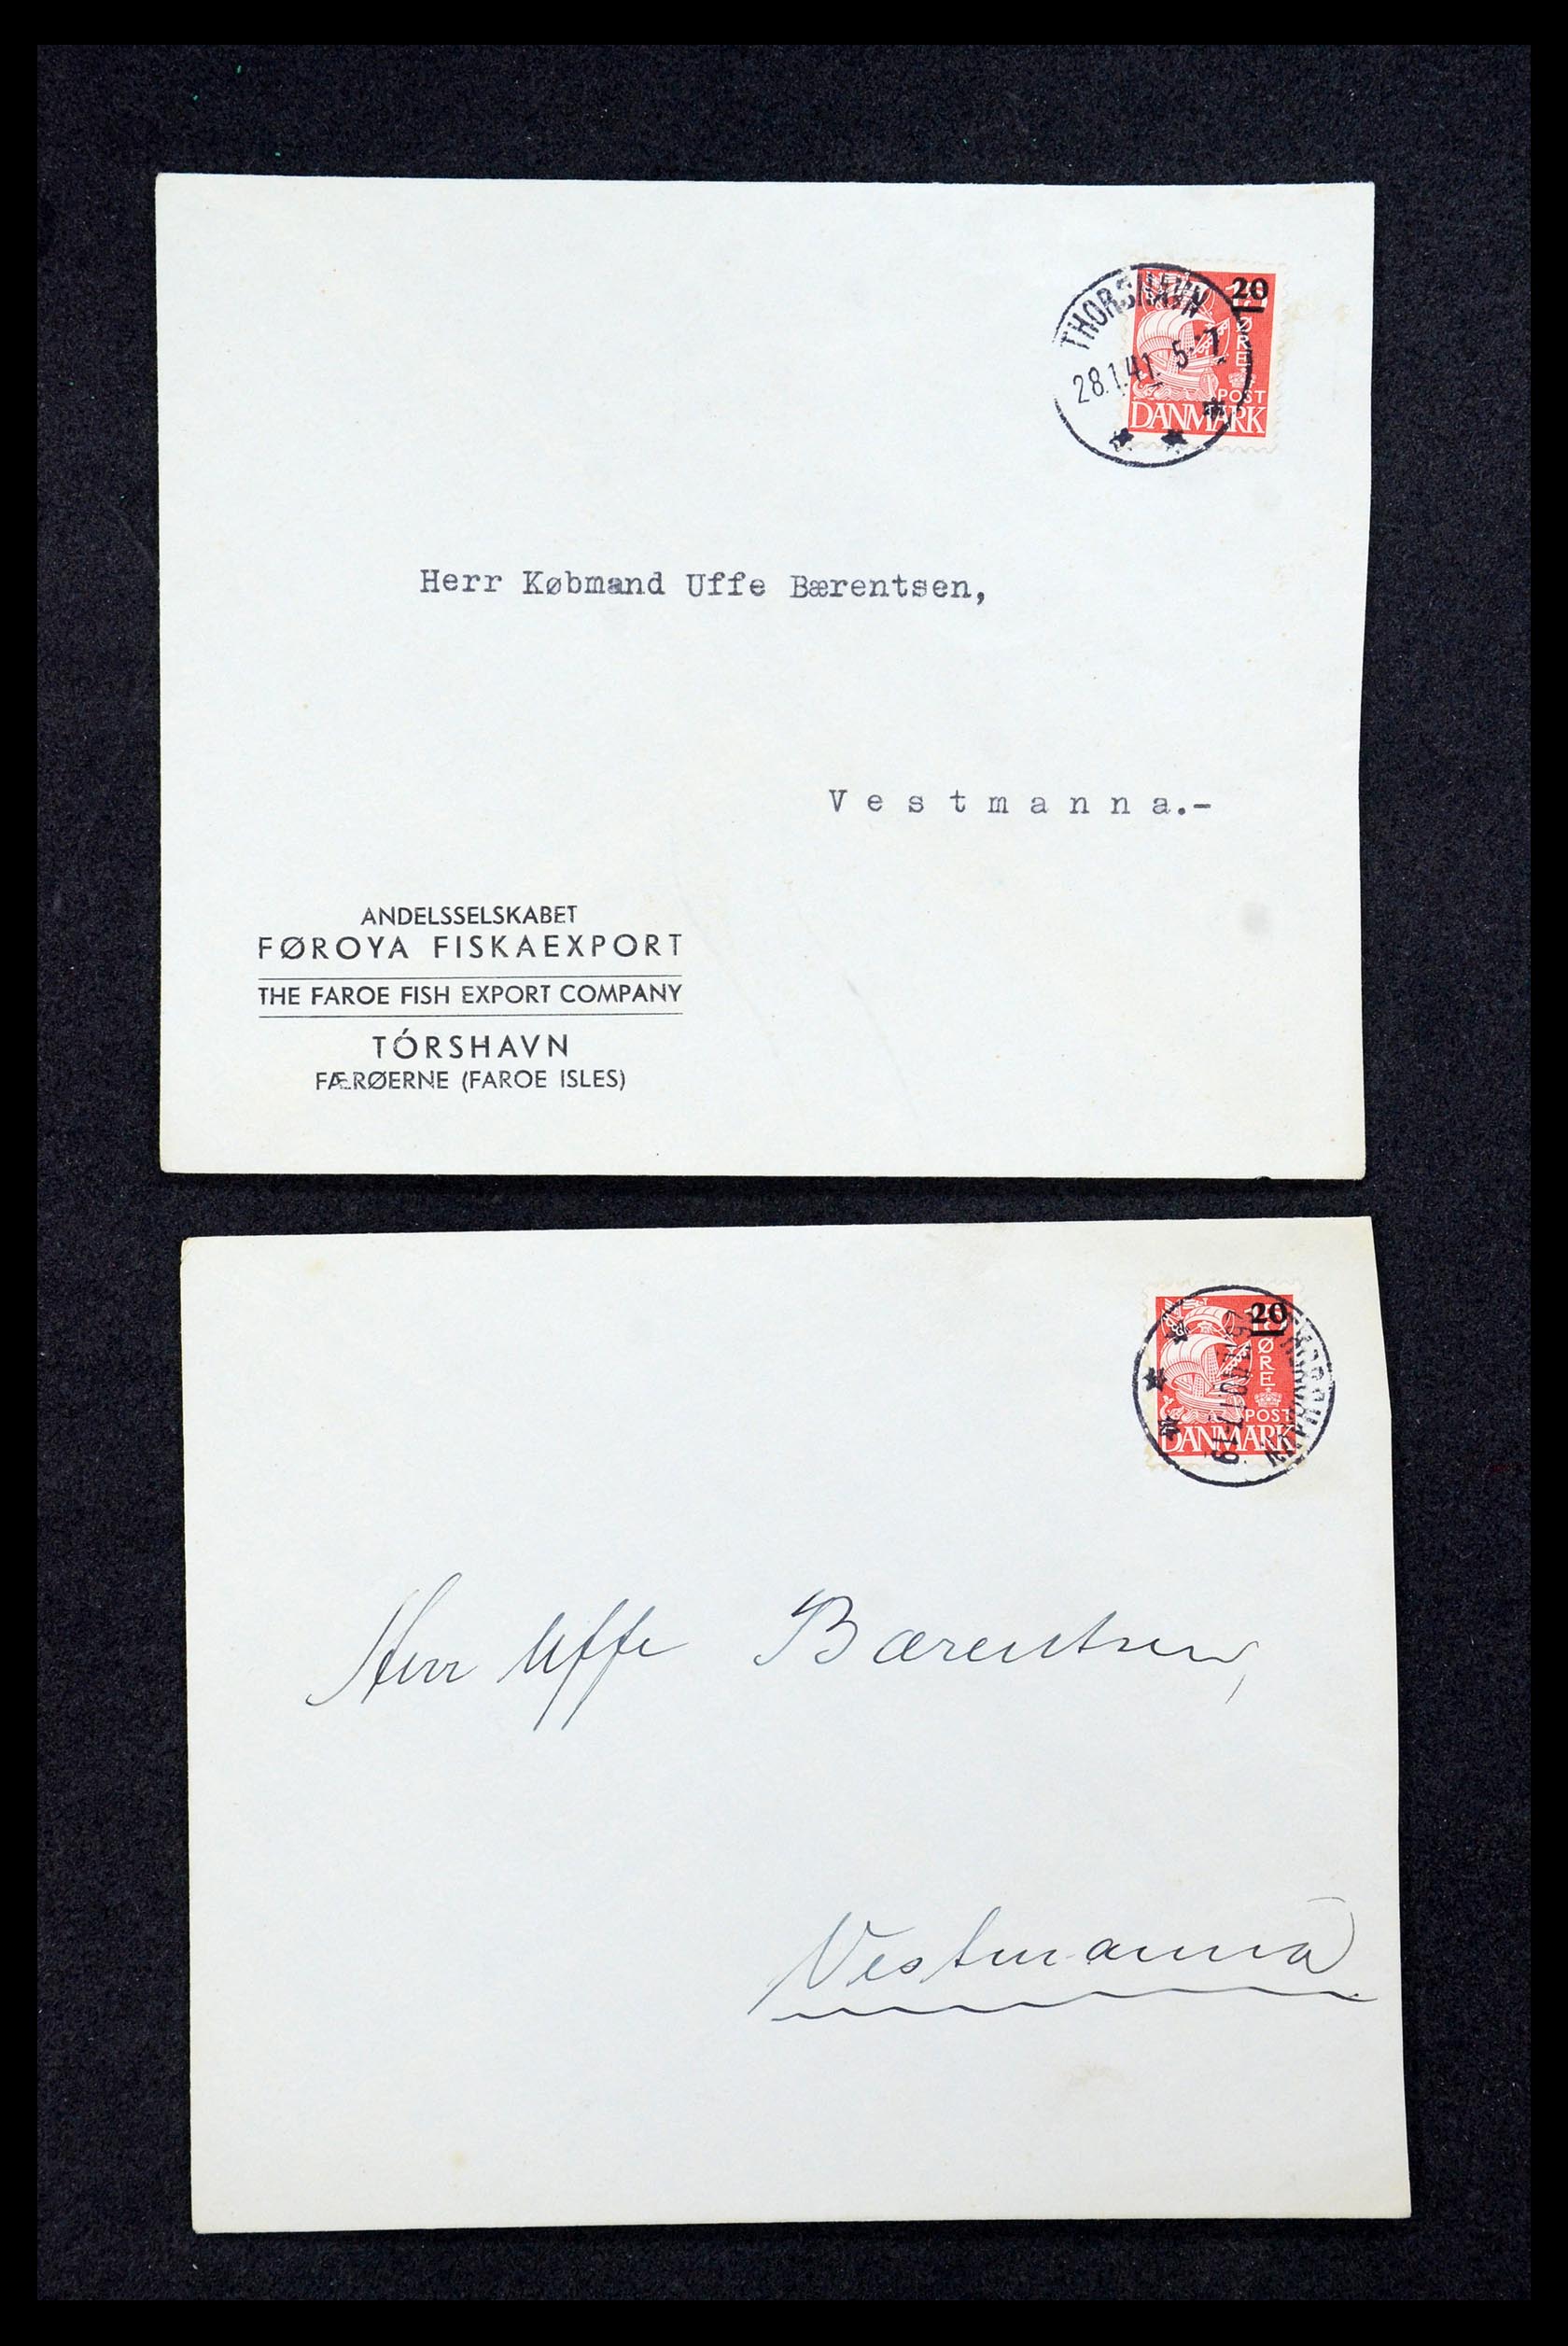 THORSHAVN
28.1.41. 5-7
20
ØRE
POST
DANMARK
Herr Købmand Uffe Bærentsen,
Vestmanna.-
ANDELSSELSKABET
FØROYA FISKAEXPORT
THE FAROE FISH EXPORT COMPANY
TÓRSHAVN
FÆRØERNE (FAROE ISLES)
20
ØRE
POST
DANMARK
THORSHAVN
Herr Uffe Bærentsen,
Vestmanna